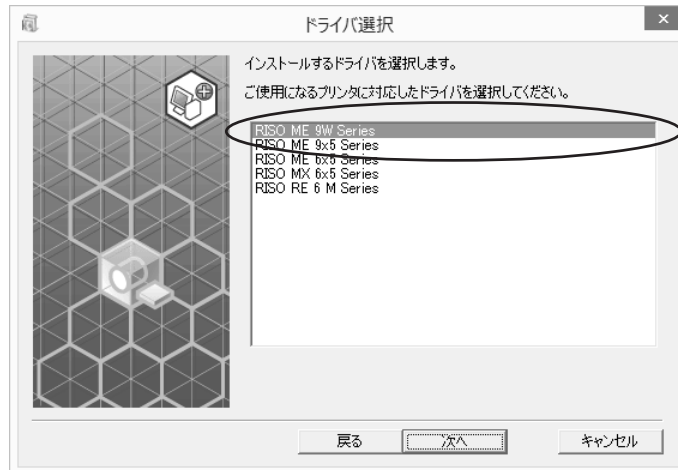 ドライバ選択
×
インストールするドライバを選択します。
ご使用になるプリンタに対応したドライバを選択してください。
RISO ME 9W Series
RISO ME 9x5 Series
RISO ME 6x5 Series
RISO MX 6x5 Series
RISO RE 6 M Series
戻る
次へ
キャンセル